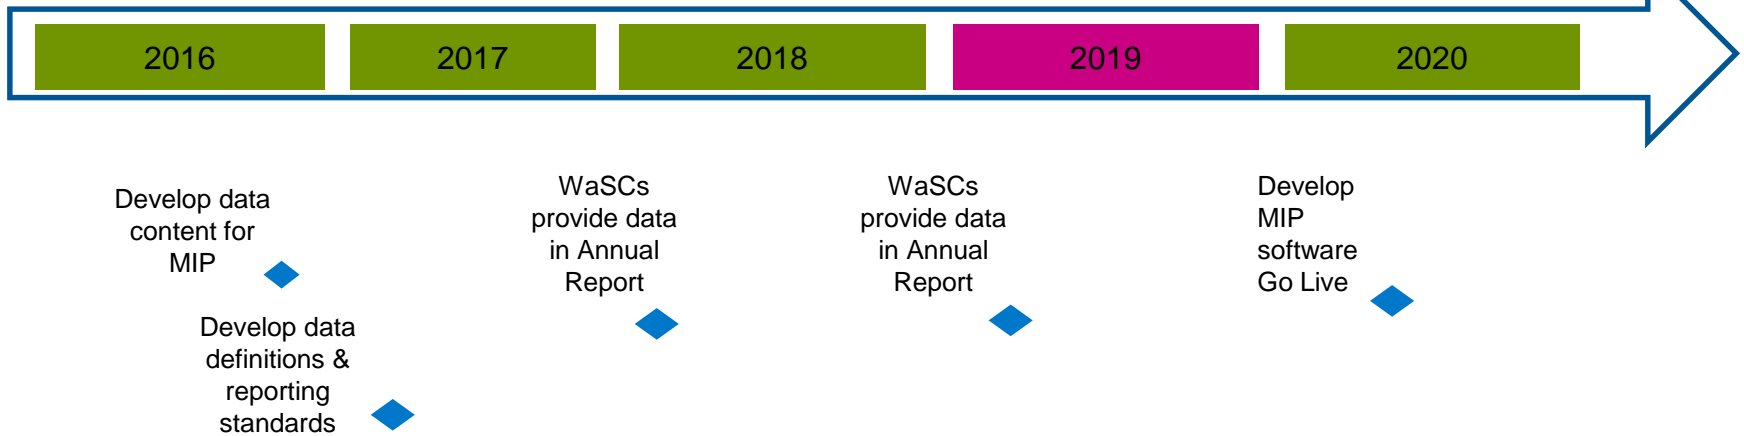 2016
2017
2018
2019
2020
Develop data
content for
MIP
Develop data
definitions &
reporting
standards
WaSCs
provide data
in Annual
Report
WaSCs
provide data
in Annual
Report
Develop
MIP
software
Go Live